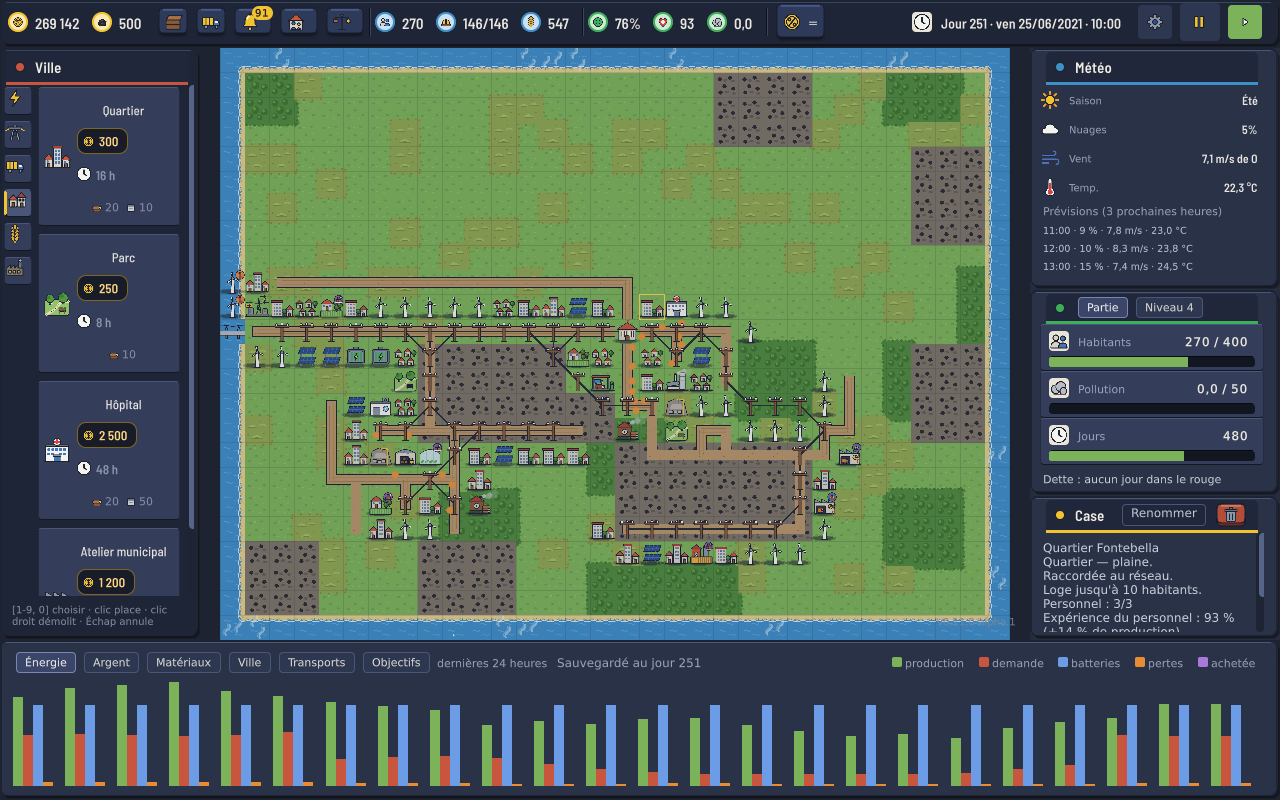 269 142
500
91
270
146/146
547
76%
93
0,0
=
Jour 251 · ven 25/06/2021 · 10:00
Ville
Quartier
300
16 h
20
10
Parc
250
8 h
10
Hôpital
2 500
48 h
20
50
Atelier municipal
1 200
[1-9, 0] choisir · clic place · clic
droit démolit · Échap annule
Météo
Saison
Été
Nuages
5%
Vent
7,1 m/s de O
Temp.
22,3 °C
Prévisions (3 prochaines heures)
11:00 · 9 % · 7,8 m/s · 23,0 °C
12:00 · 10 % · 8,3 m/s · 23,8 °C
13:00 · 15 % · 7,4 m/s · 24,5 °C
Partie
Niveau 4
Habitants
270 / 400
Pollution
0,0 / 50
Jours
480
Dette : aucun jour dans le rouge
Case
Renommer
Quartier Fontebella
Quartier — plaine.
Raccordée au réseau.
Loge jusqu'à 10 habitants.
Personnel : 3/3
Expérience du personnel : 93 %
(+14 % de production)
Énergie
Argent
Matériaux
Ville
Transports
Objectifs
dernières 24 heures
Sauvegardé au jour 251
production
demande
batteries
pertes
achetée